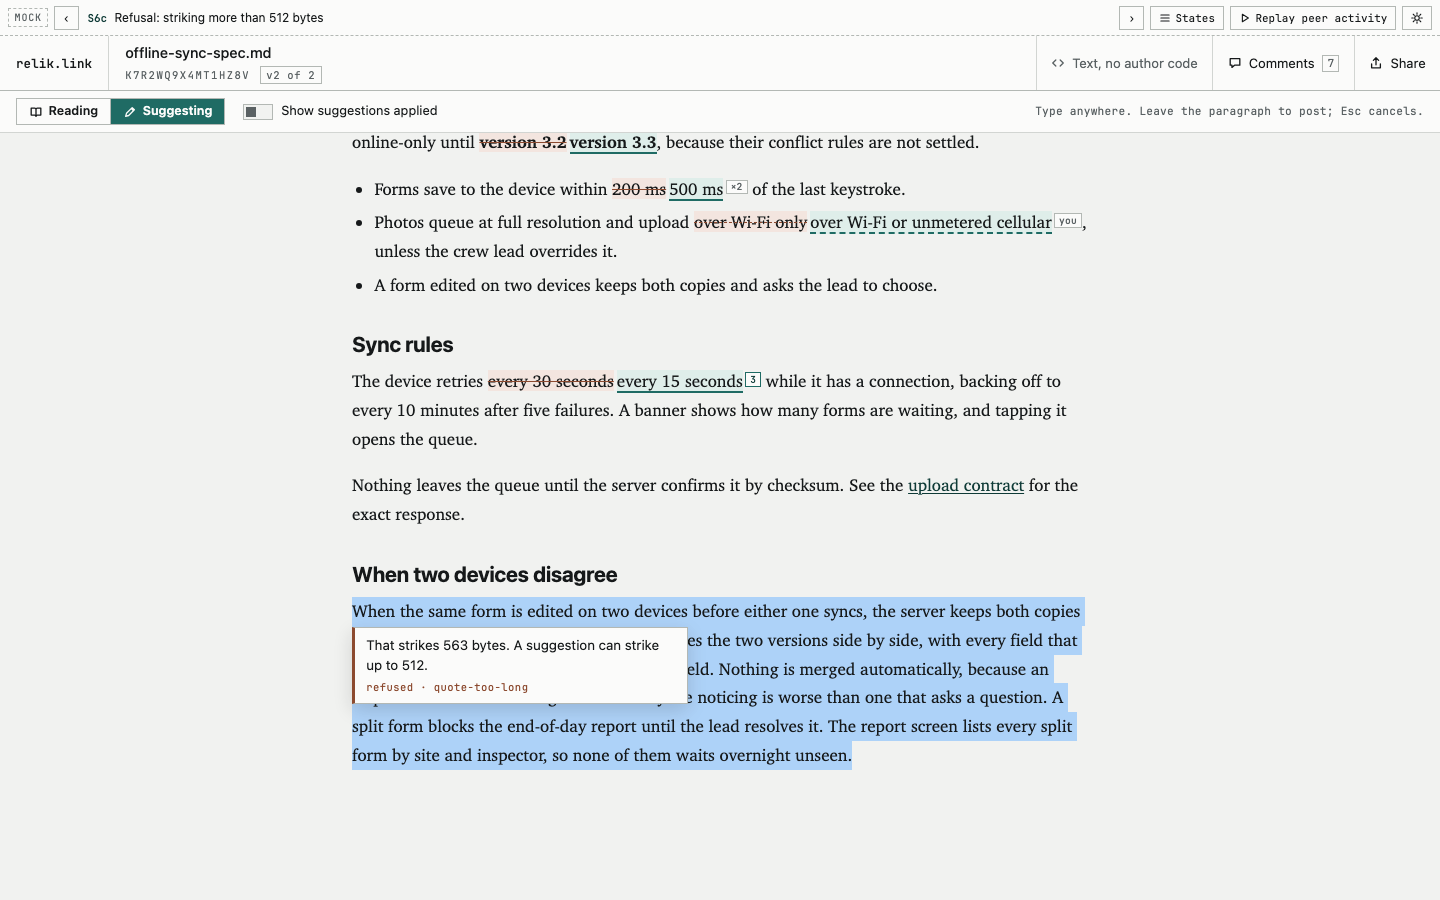 MOCK ‹ S6c Refusal: striking more than 512 bytes › States Replay peer activity
relik.link
offline-sync-spec.md
K7R2WQ9X4MT1HZ8V v2 of 2
Text, no author code Comments 7 Share
Reading Suggesting Show suggestions applied Type anywhere. Leave the paragraph to post; Esc cancels.
online-only until version 3.2 version 3.3, because their conflict rules are not settled.
• Forms save to the device within 200 ms 500 ms ×2 of the last keystroke.
• Photos queue at full resolution and upload over Wi-Fi only over Wi-Fi or unmetered cellular you,
unless the crew lead overrides it.
• A form edited on two devices keeps both copies and asks the lead to choose.
Sync rules
The device retries every 30 seconds every 15 seconds 3 while it has a connection, backing off to
every 10 minutes after five failures. A banner shows how many forms are waiting, and tapping it
opens the queue.
Nothing leaves the queue until the server confirms it by checksum. See the upload contract for the
exact response.
When two devices disagree
When the same form is edited on two devices before either one syncs, the server keeps both copies
That strikes 563 bytes. A suggestion can strike
up to 512.
refused · quote-too-long
the two versions side by side, with every field that
Nothing is merged automatically, because an
noticing is worse than one that asks a question. A
split form blocks the end-of-day report until the lead resolves it. The report screen lists every split
form by site and inspector, so none of them waits overnight unseen.